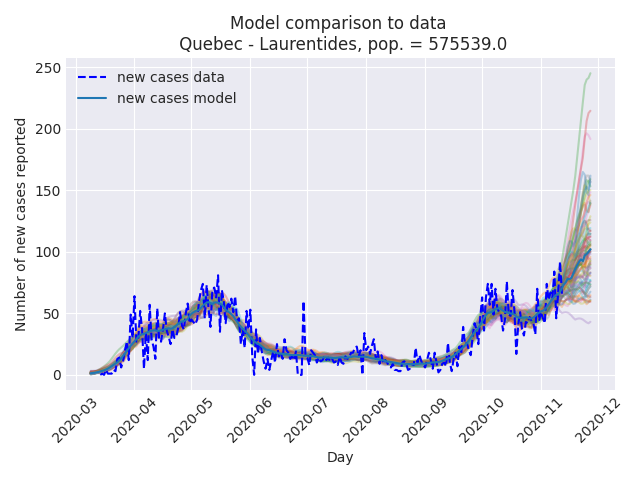 Model comparison to data
Quebec - Laurentides, pop. = 575539.0
250
200
150
100
50
0
Number of new cases reported
new cases data
new cases model
2020-03
2020-04
2020-05
2020-06
2020-07
2020-08
2020-09
2020-10
2020-11
2020-12
Day